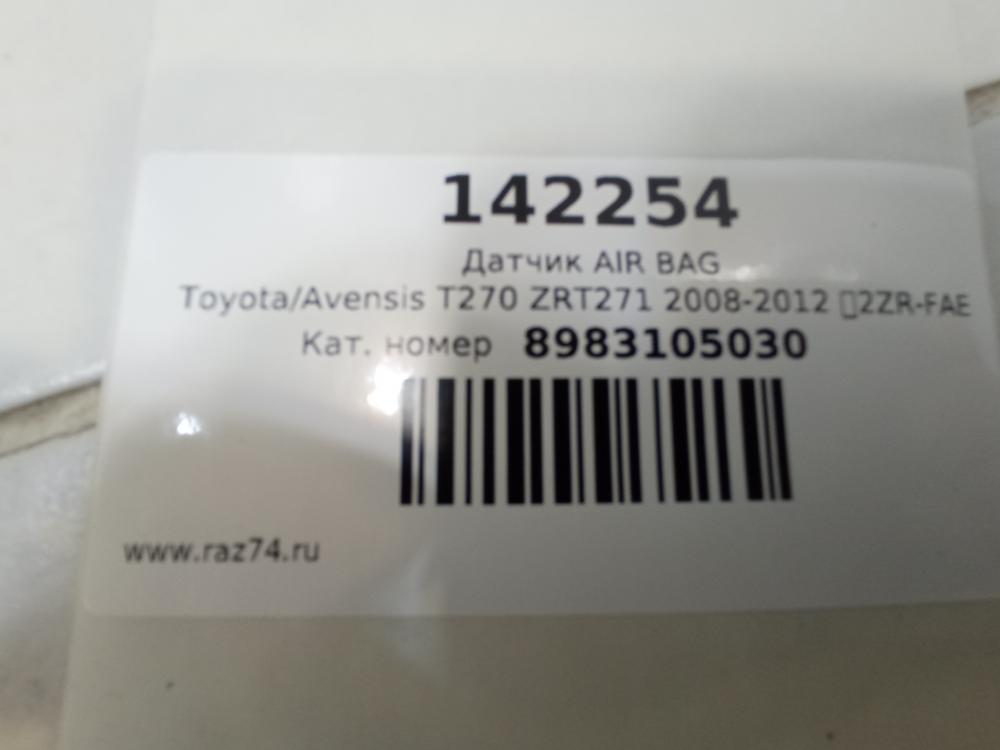 142254
Датчик AIR BAG
Toyota/Avensis T270 ZRT271 2008-2012 ▯2ZR-FAE
Кат. номер 8983105030
www.raz74.ru